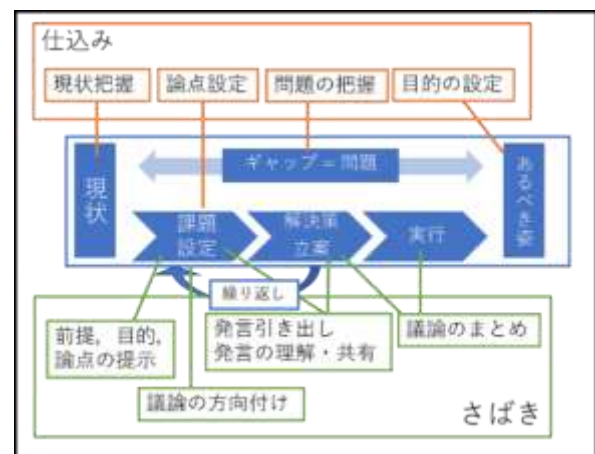 仕込み
現状把握
論点設定
問題の把握
目的の設定
現状
ギャップ＝問題
あるべき姿
課題
設定
解決策
立案
実行
繰り返し
前提，目的，
論点の提示
発言引き出し
発言の理解・共有
議論のまとめ
議論の方向付け
さばき